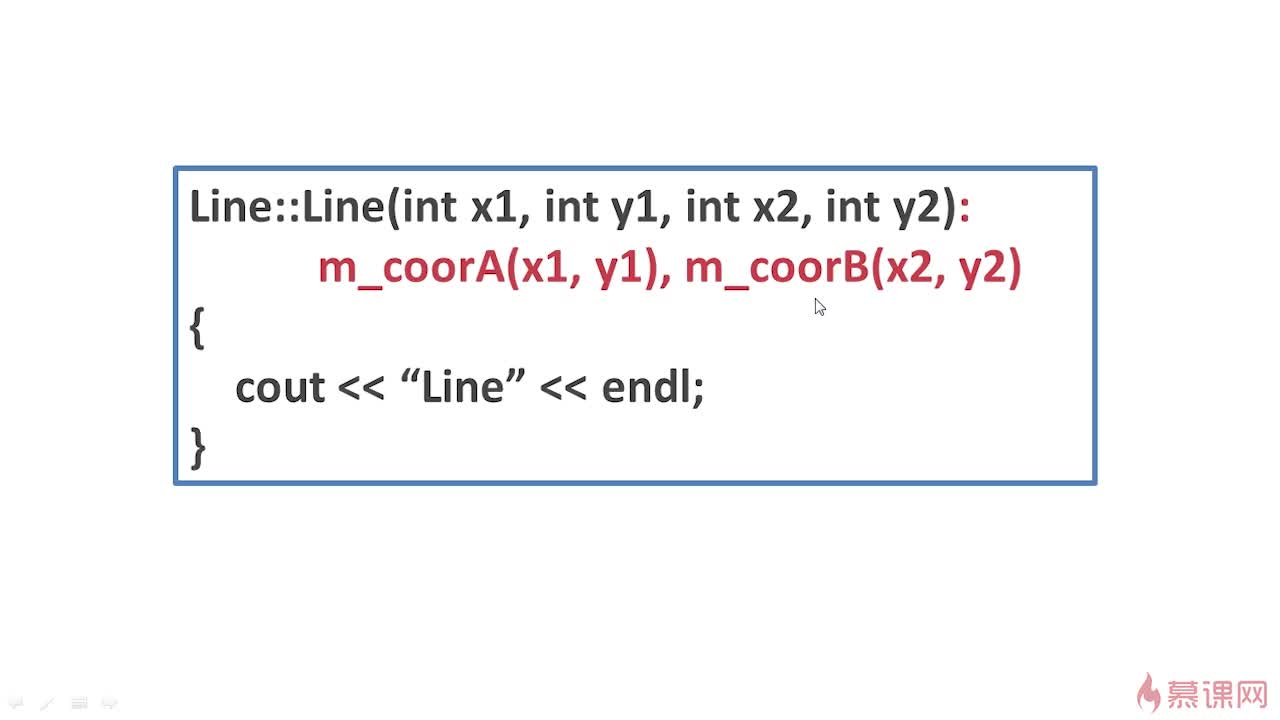 Line::Line(int x1, int y1, int x2, int y2):
m_coorA(x1, y1), m_coorB(x2, y2)
{
cout << “Line” << endl;
}
慕课网